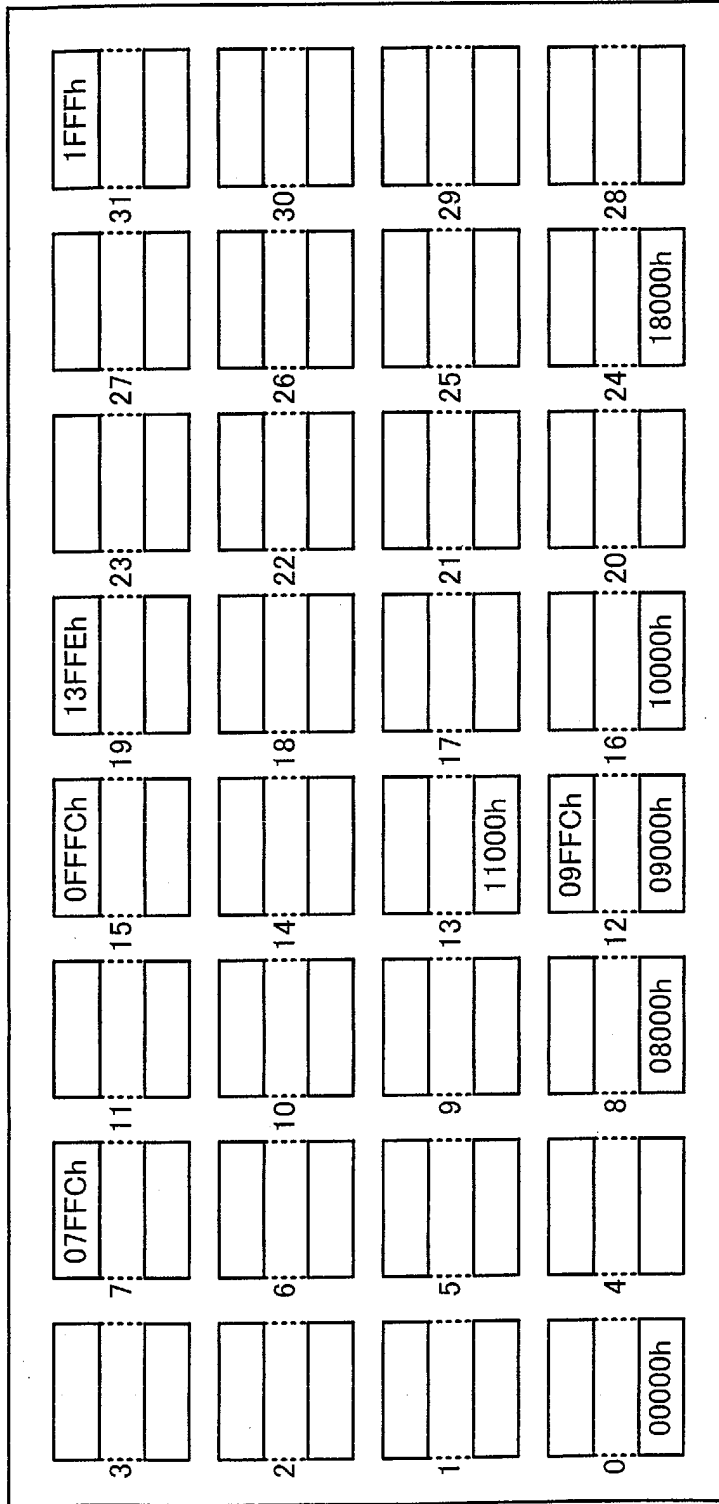 07FFCh 0FFFCh 13FFEh 1FFFh
3 7 11 15 19 23 27 31
2 6 10 14 18 22 26 30
1 5 9 13 17 21 25 29
11000h
09FFCh
0 4 8 12 16 20 24 28
00000h 08000h 09000h 10000h 18000h